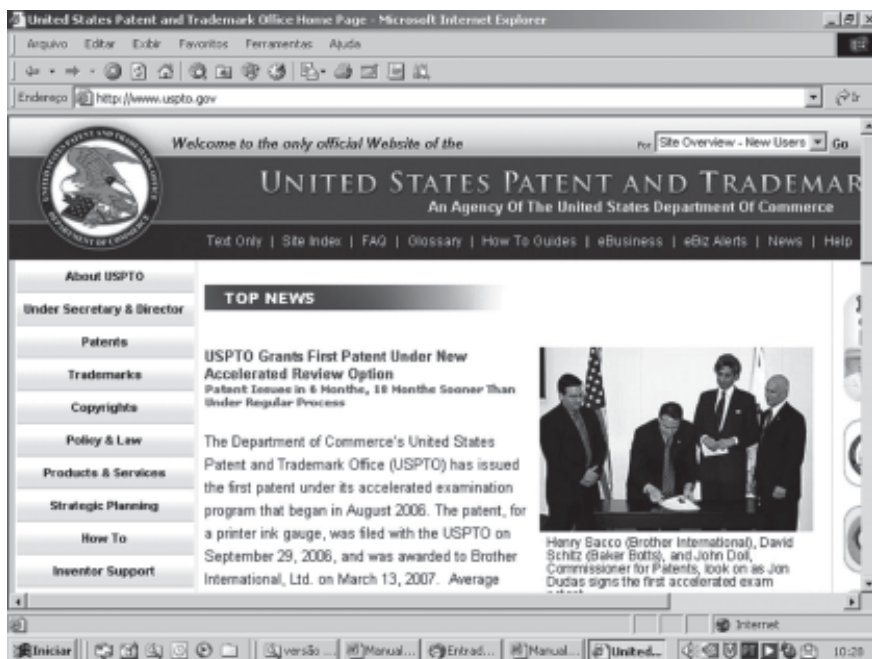 United States Patent and Trademark Office Home Page - Microsoft Internet Explorer
Arquivo Editar Exibir Favoritos Ferramentas Ajuda
Endereço http://www.uspto.gov Ir
Welcome to the only official Website of the
For Site Overview - New Users Go
UNITED STATES PATENT AND TRADEMAR
An Agency Of The United States Department Of Commerce
Text Only | Site Index | FAQ | Glossary | How To Guides | eBusiness | eBiz Alerts | News | Help
About USPTO
Under Secretary & Director
Patents
Trademarks
Copyrights
Policy & Law
Products & Services
Strategic Planning
How To
Inventor Support
TOP NEWS
USPTO Grants First Patent Under New
Accelerated Review Option
Patent Issues in 6 Months, 18 Months Sooner Than
Under Regular Process
The Department of Commerce's United States
Patent and Trademark Office (USPTO) has issued
the first patent under its accelerated examination
program that began in August 2006. The patent, for
a printer ink gauge, was filed with the USPTO on
September 29, 2006, and was awarded to Brother
International, Ltd. on March 13, 2007. Average
Henry Sacco (Brother International), David
Schitz (Baker Botts), and John Doll,
Commissioner for Patents, look on as Jon
Dudas signs the first accelerated exam
Internet
Iniciar versão ... Manual... Entrad... Manual... United... 10:28